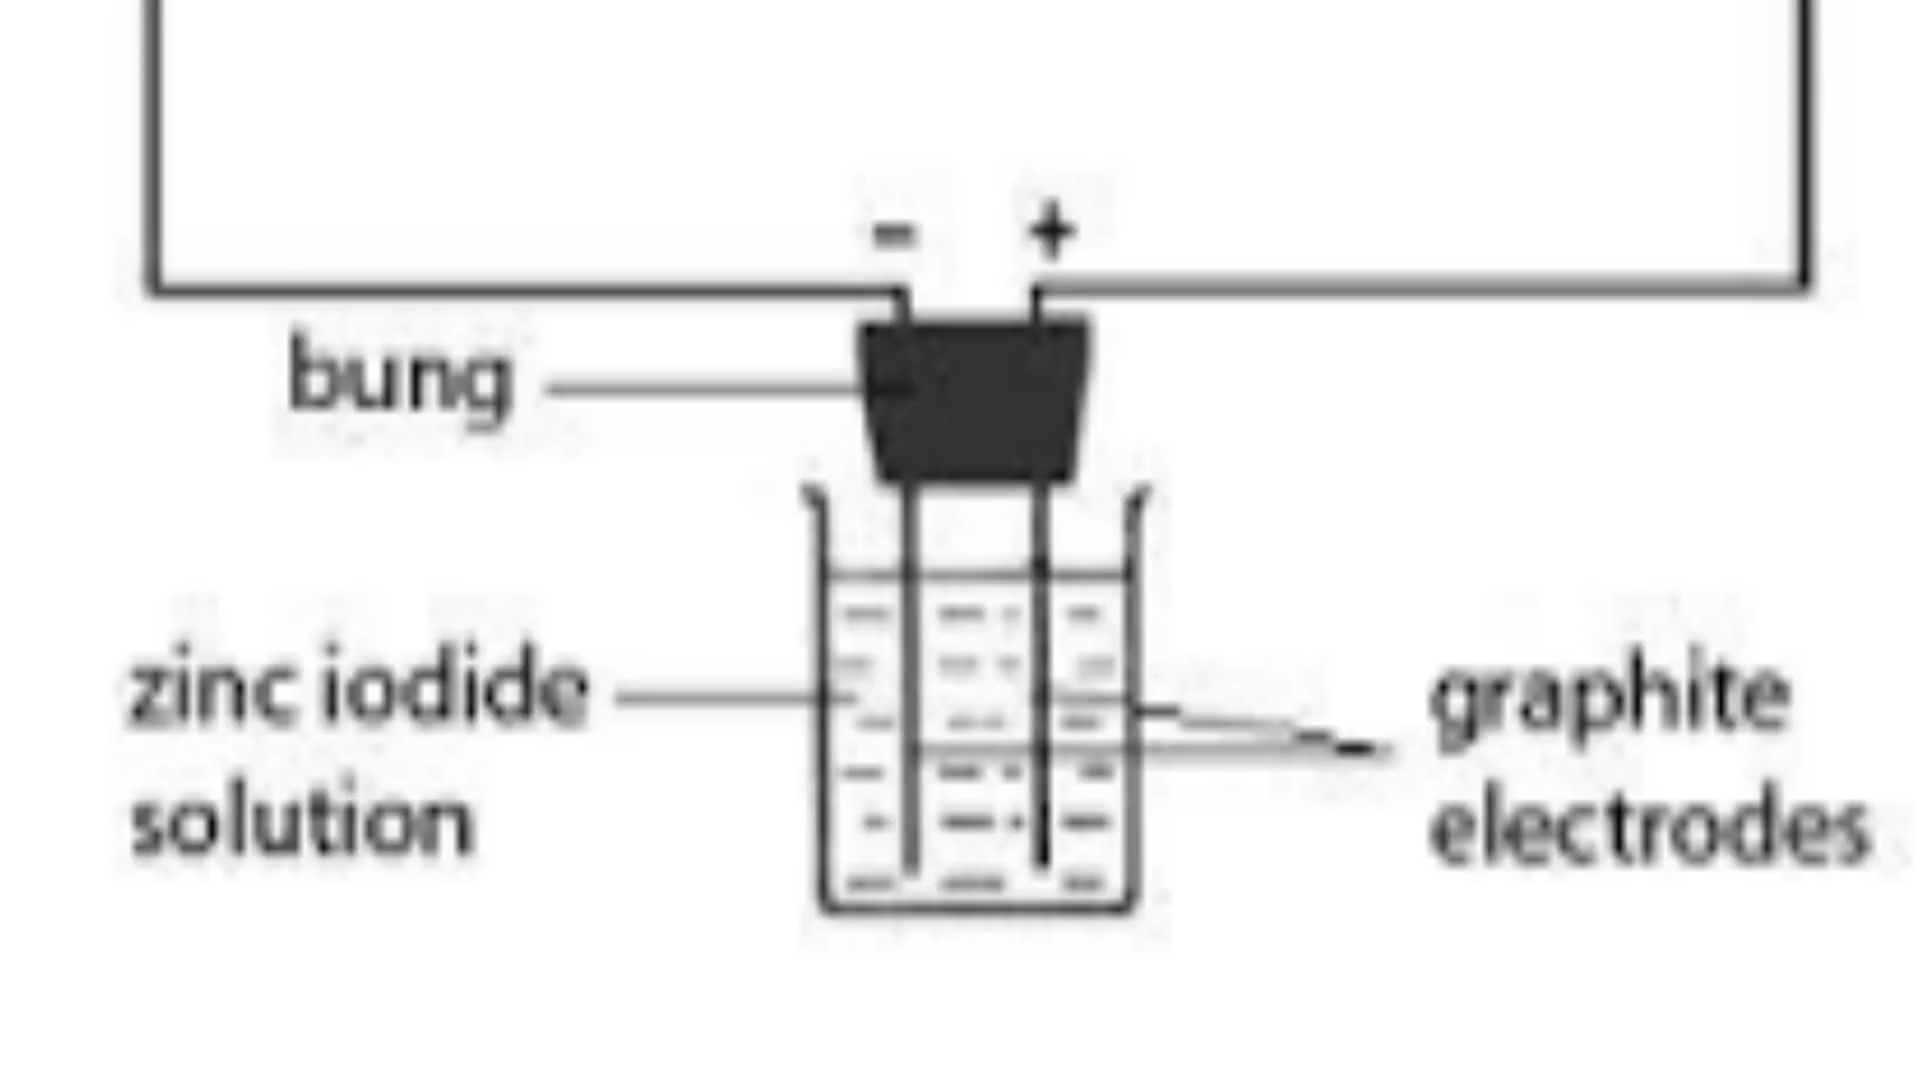 - +
bung
zinc iodide
solution
graphite
electrodes